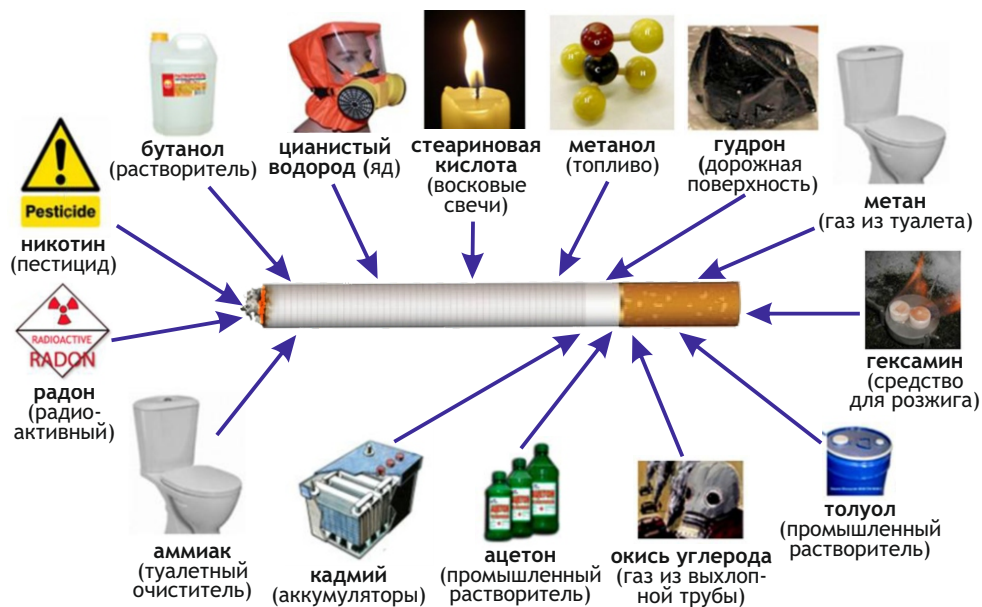 бутанол
(растворитель)
цианистый
водород (яд)
стеариновая
кислота
(восковые
свечи)
метанол
(топливо)
гудрон
(дорожная
поверхность)
метан
(газ из туалета)
Pesticide
никотин
(пестицид)
RADIOACTIVE
RADON
радон
(радио-
активный)
гексамин
(средство
для розжига)
аммиак
(туалетный
очиститель)
кадмий
(аккумуляторы)
АЦЕТОН
ацетон
(промышленный
растворитель)
окись углерода
(газ из выхлоп-
ной трубы)
толуол
(промышленный
растворитель)